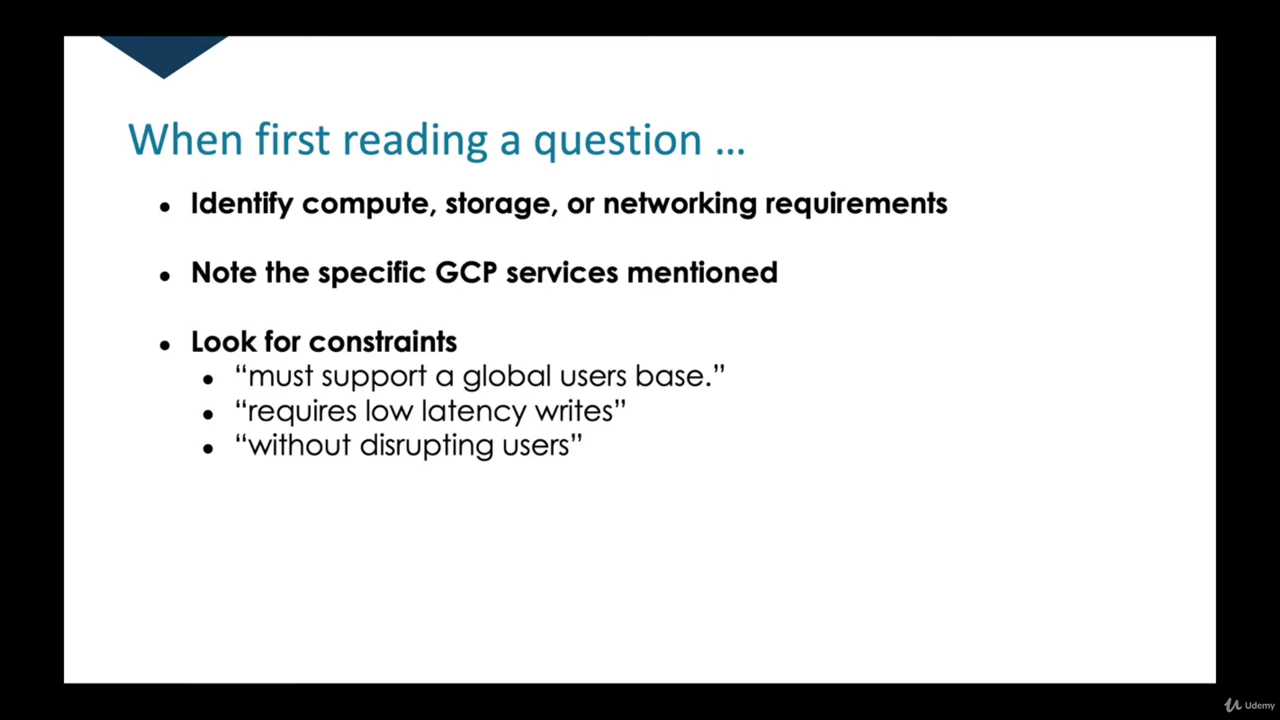 When first reading a question ...
• Identify compute, storage, or networking requirements
• Note the specific GCP services mentioned
• Look for constraints
• “must support a global users base.”
• “requires low latency writes”
• “without disrupting users”
Udemy